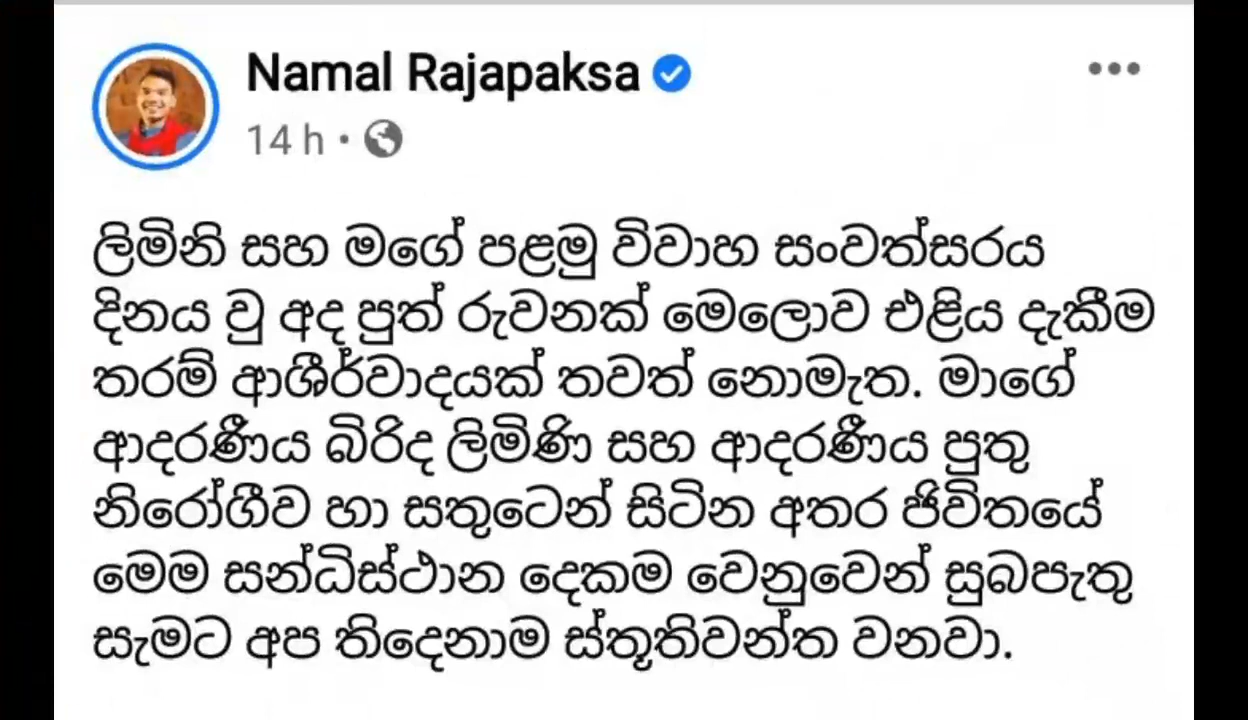 Namal Rajapaksa
14 h
ලිමිනි සහ මගේ පළමු විවාහ සංවත්සරය
දිනය වූ අද පුත් රුවනක් මෙලොව එළිය දැකීම
තරම් ආශීර්වාදයක් තවත් නොමැත. මාගේ
ආදරණීය බිරිද ලිමිණි සහ ආදරණීය පුතු
නිරෝගීව හා සතුටෙන් සිටින අතර ජිවිතයේ
මෙම සන්ධිස්ථාන දෙකම වෙනුවෙන් සුබපැතු
සැමට අප තිදෙනාම ස්තූතිවන්ත වනවා.